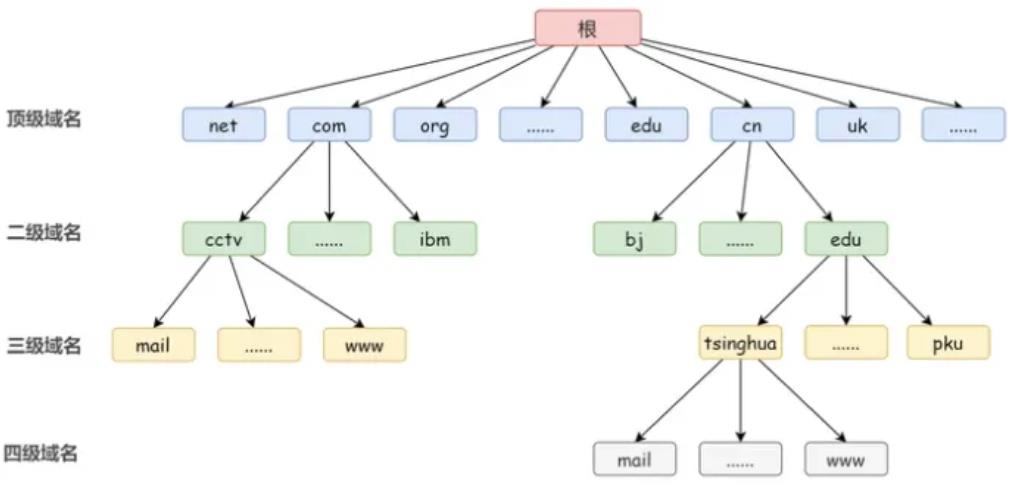 根
顶级域名 net com org ...... edu cn uk ......
二级域名 cctv ...... ibm bj ...... edu
三级域名 mail ...... www tsinghua ...... pku
四级域名 mail ...... www